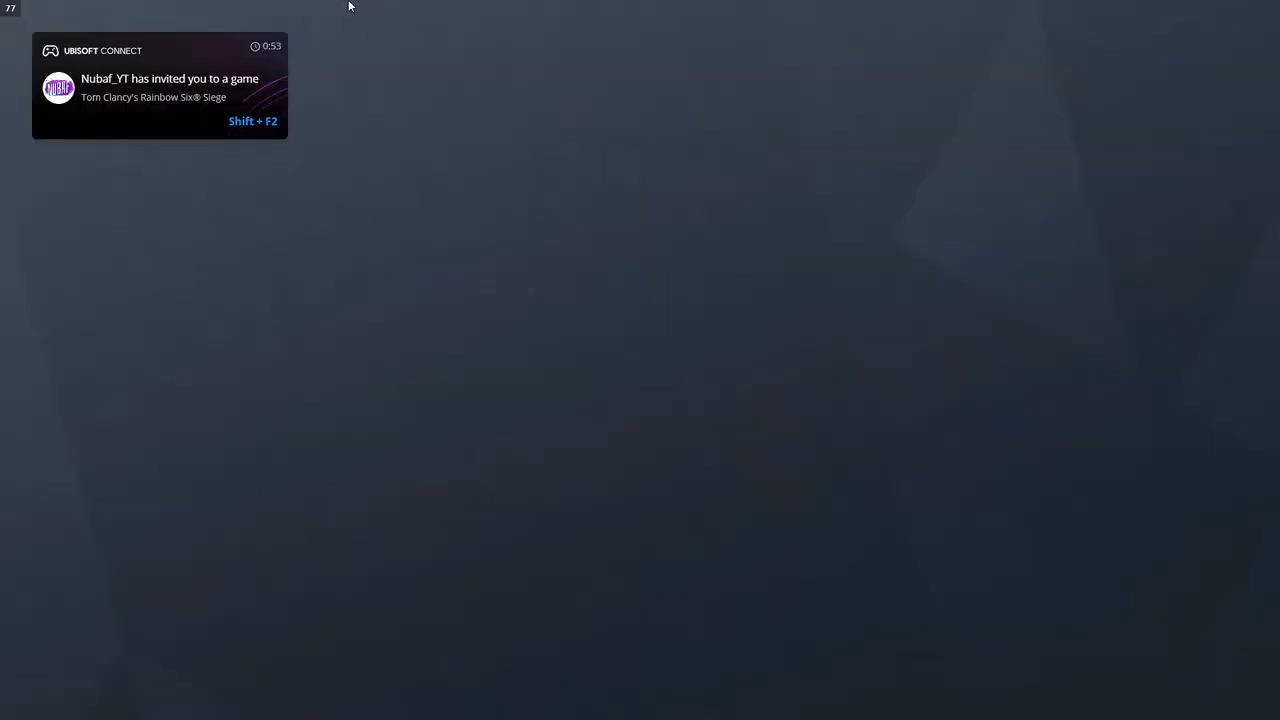 77
UBISOFT CONNECT
0:53
Nubaf_YT has invited you to a game
NUBAF
Tom Clancy's Rainbow Six® Siege
Shift + F2